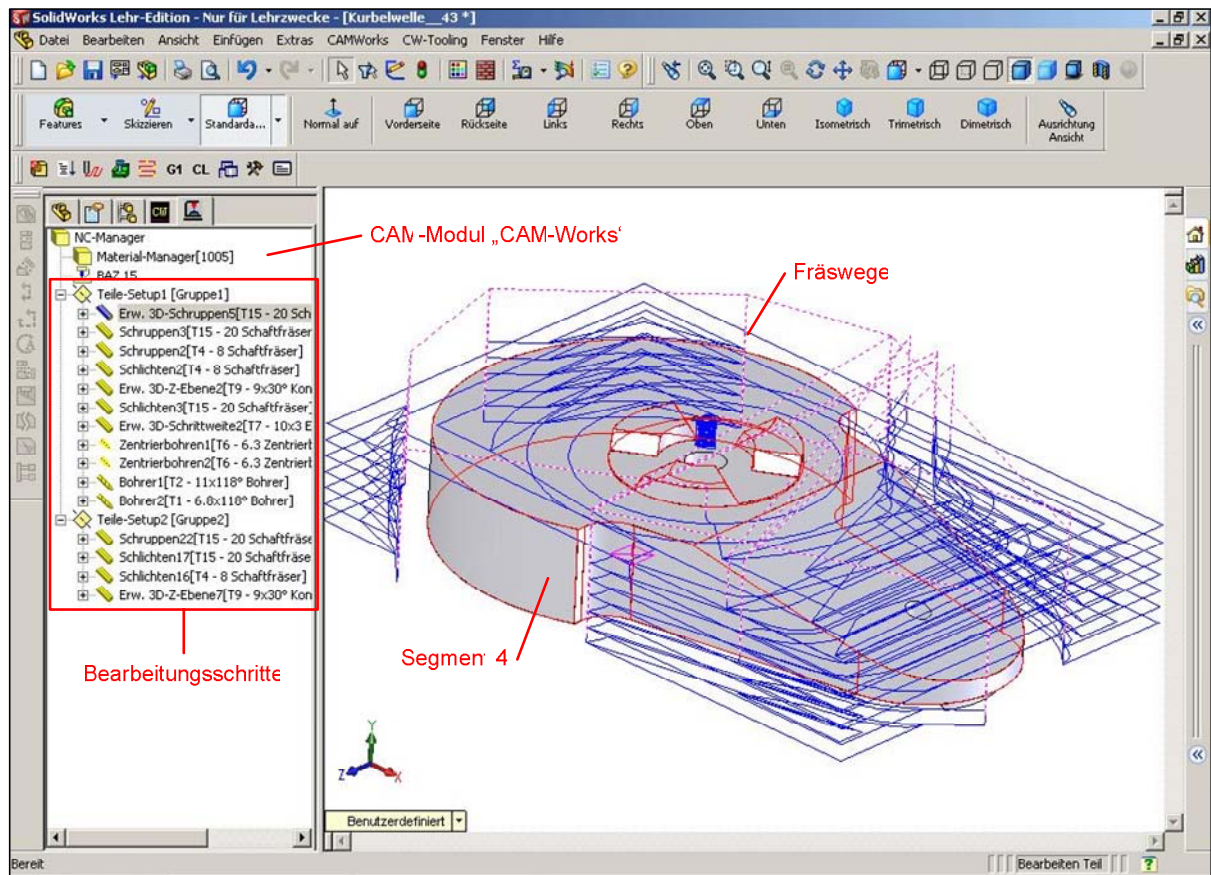 SolidWorks Lehr-Edition - Nur für Lehrzwecke - [Kurbelwelle__43 *]
Datei Bearbeiten Ansicht Einfügen Extras CAMWorks CW-Tooling Fenster Hilfe
Features Skizzieren Standarda... Normal auf Vorderseite Rückseite Links Rechts Oben Unten Isometrisch Trimetrisch Dimetrisch Ausrichtung
Ansicht
G1 CL
CW
NC-Manager
Material-Manager[1005]
BAZ 15
Teile-Setup1 [Gruppe1]
Erw. 3D-Schruppen5[T15 - 20 Sch
Schruppen3[T15 - 20 Schaftfräser
Schruppen2[T4 - 8 Schaftfräser]
Schlichten2[T4 - 8 Schaftfräser]
Erw. 3D-Z-Ebene2[T9 - 9x30° Kon
Schlichten3[T15 - 20 Schaftfräser]
Erw. 3D-Schrittweite2[T7 - 10x3 E
Zentrierbohren1[T6 - 6.3 Zentriert
Zentrierbohren2[T6 - 6.3 Zentriert
Bohrer1[T2 - 11x118° Bohrer]
Bohrer2[T1 - 6.8x118° Bohrer]
Teile-Setup2 [Gruppe2]
Schruppen22[T15 - 20 Schaftfräse
Schlichten17[T15 - 20 Schaftfräse
Schlichten16[T4 - 8 Schaftfräser]
Erw. 3D-Z-Ebene7[T9 - 9x30° Kon
CAM-Modul „CAM-Works‘
Fräswege
Segment 4
Bearbeitungsschritte
Y
Z X
Benutzerdefiniert
Bereit
Bearbeiten Teil